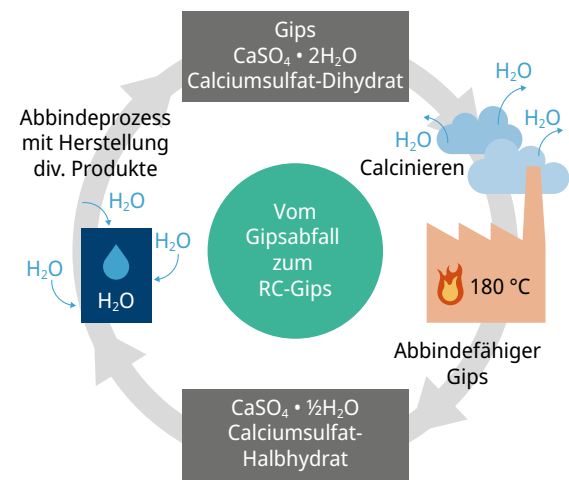 Gips
CaSO₄ • 2H₂O
Calciumsulfat-Dihydrat
H₂O
H₂O
H₂O
Calcinieren
Abbindeprozess
mit Herstellung
div. Produkte
H₂O
H₂O
H₂O
H₂O
Vom
Gipsabfall
zum
RC-Gips
180 °C
Abbindefähiger
Gips
CaSO₄ • ½H₂O
Calciumsulfat-
Halbhydrat